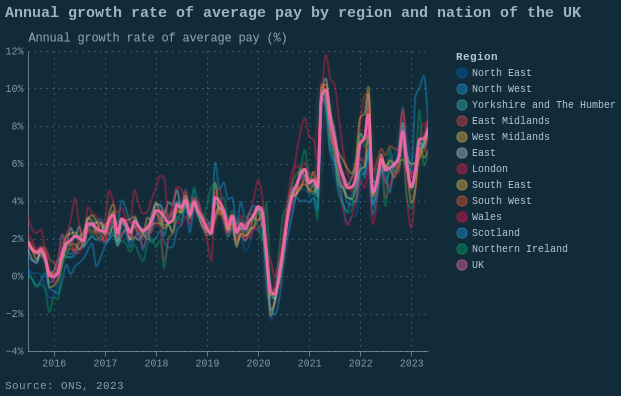 Annual growth rate of average pay by region and nation of the UK
Annual growth rate of average pay (%)
12%
10%
8%
6%
4%
2%
0%
−2%
−4%
2016 2017 2018 2019 2020 2021 2022 2023
Region
North East
North West
Yorkshire and The Humber
East Midlands
West Midlands
East
London
South East
South West
Wales
Scotland
Northern Ireland
UK
Source: ONS, 2023